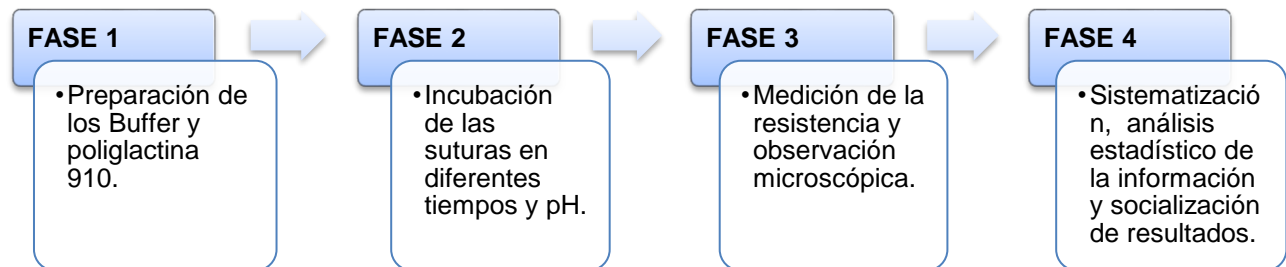 FASE 1
•Preparación de
los Buffer y
poliglactina
910.
FASE 2
•Incubación
de las
suturas en
diferentes
tiempos y pH.
FASE 3
•Medición de la
resistencia y
observación
microscópica.
FASE 4
•Sistematizació
n, análisis
estadístico de
la información
y socialización
de resultados.